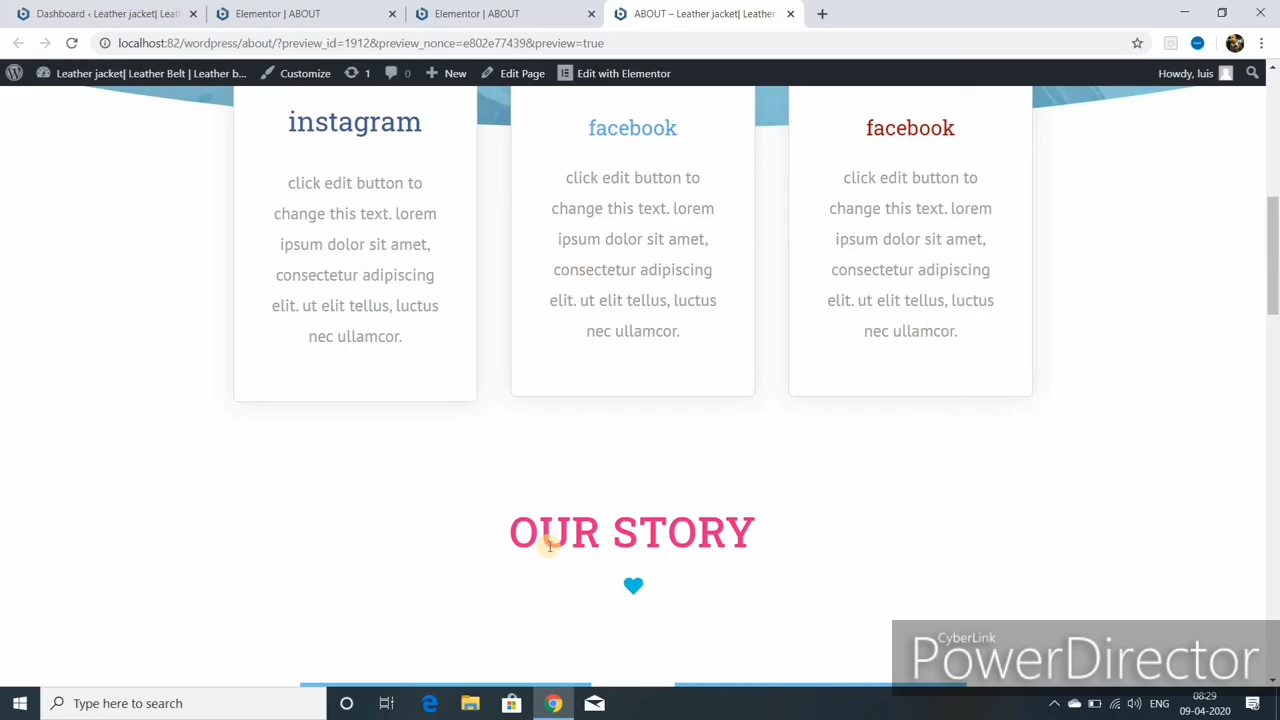 Dashboard ‹ Leather jacket| Leat
Elementor | ABOUT
Elementor | ABOUT
ABOUT – Leather jacket| Leather
localhost:82/wordpress/about/?preview_id=1912&preview_nonce=e802e77439&preview=true
Leather jacket| Leather Belt | Leather b...
Customize
1
0
New
Edit Page
Edit with Elementor
Howdy, luis
instagram
click edit button to
change this text. lorem
ipsum dolor sit amet,
consectetur adipiscing
elit. ut elit tellus, luctus
nec ullamcor.
facebook
click edit button to
change this text. lorem
ipsum dolor sit amet,
consectetur adipiscing
elit. ut elit tellus, luctus
nec ullamcor.
facebook
click edit button to
change this text. lorem
ipsum dolor sit amet,
consectetur adipiscing
elit. ut elit tellus, luctus
nec ullamcor.
OUR STORY
CyberLink
PowerDirector
Type here to search
ENG
08:29
09-04-2020